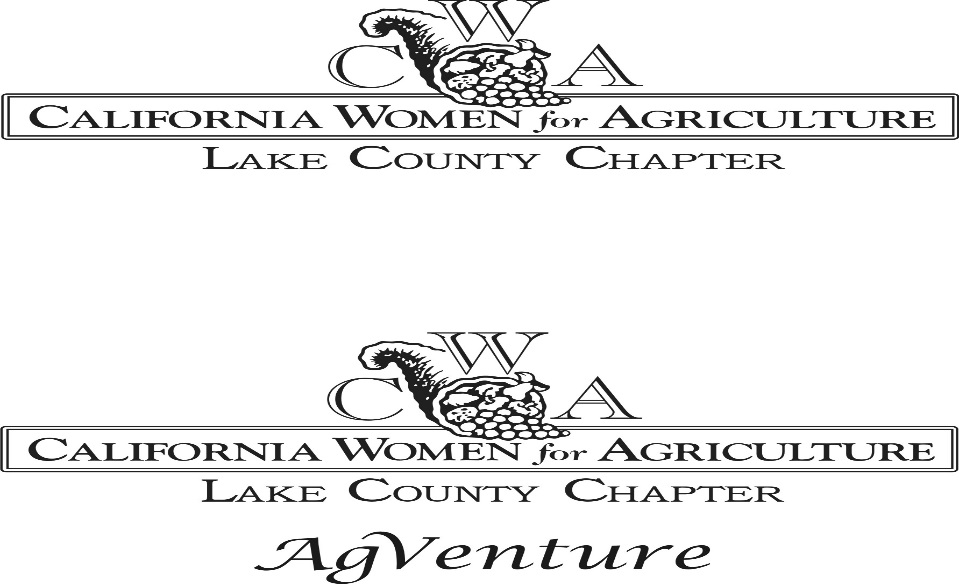 CWA
CALIFORNIA WOMEN for AGRICULTURE
LAKE COUNTY CHAPTER
CWA
CALIFORNIA WOMEN for AGRICULTURE
LAKE COUNTY CHAPTER
AgVenture